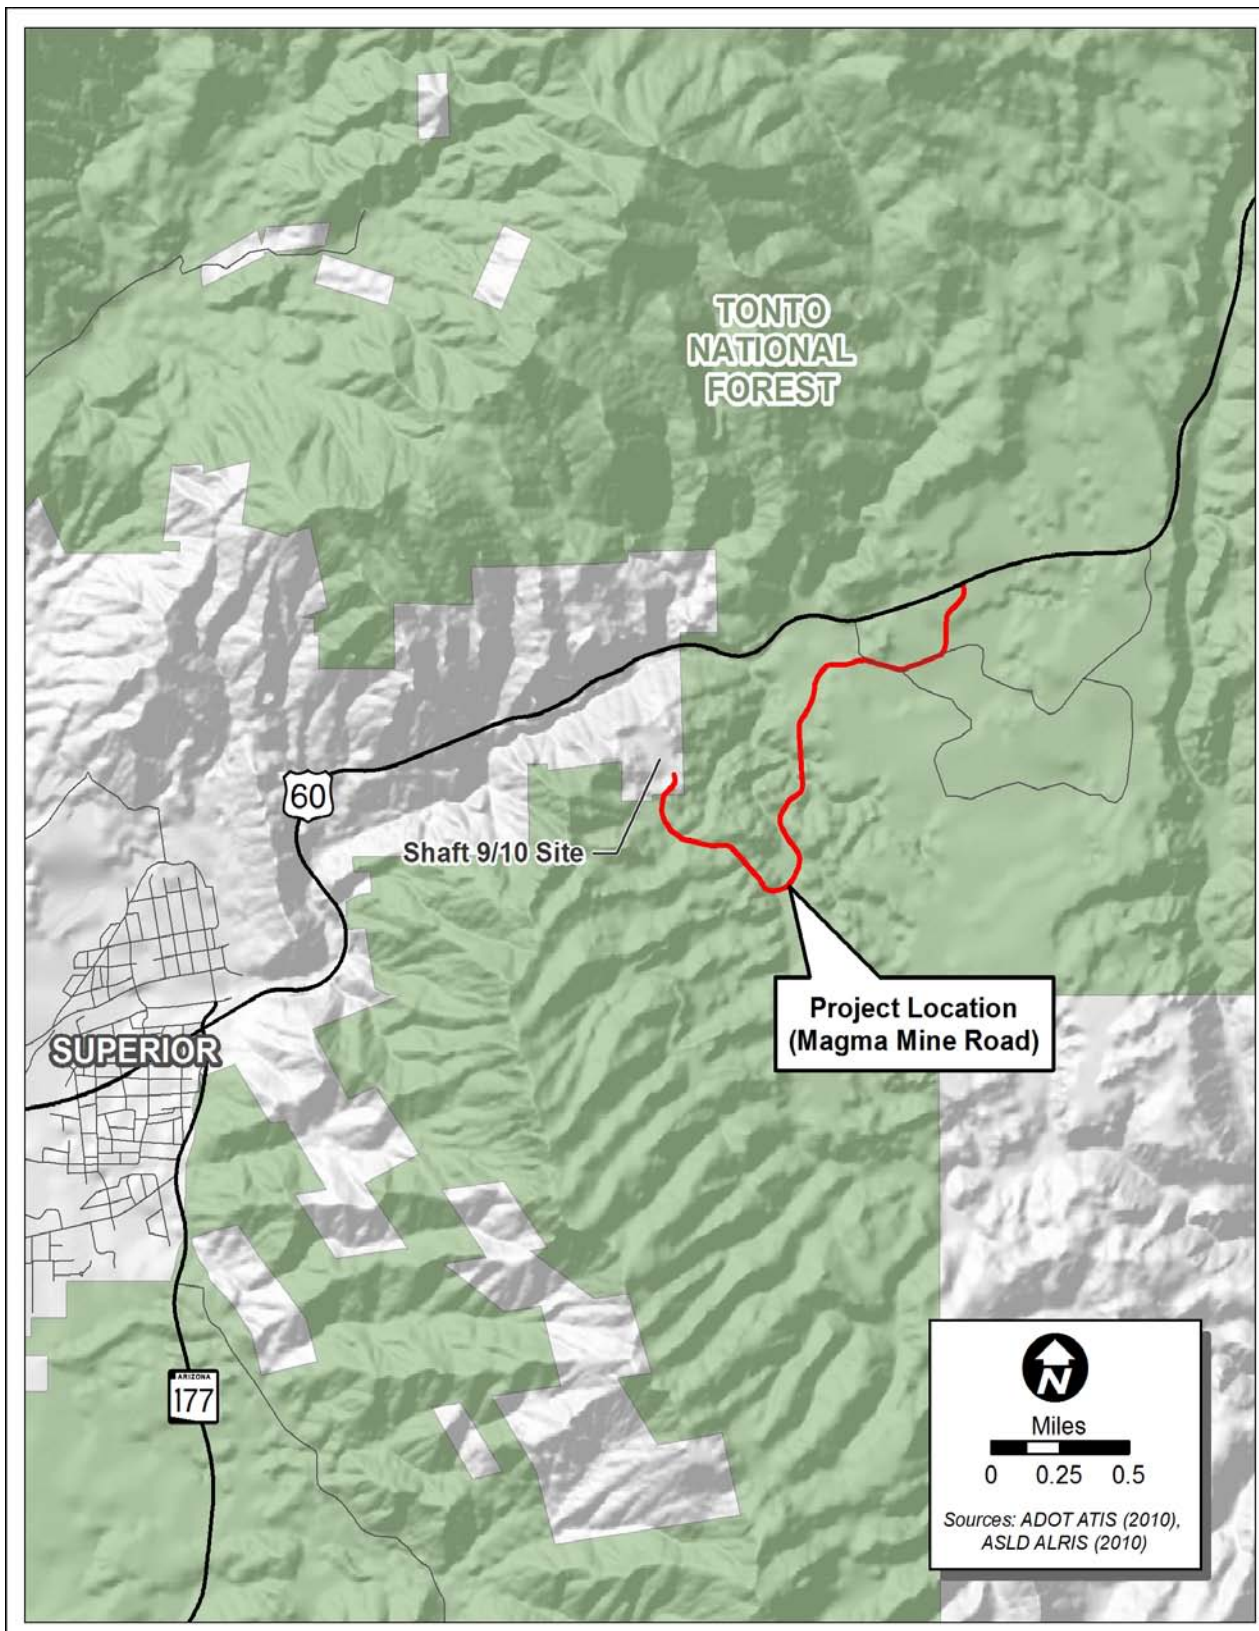 TONTO
NATIONAL
FOREST
60
Shaft 9/10 Site
Project Location
(Magma Mine Road)
SUPERIOR
ARIZONA
177
N
Miles
0 0.25 0.5
Sources: ADOT ATIS (2010),
ASLD ALRIS (2010)